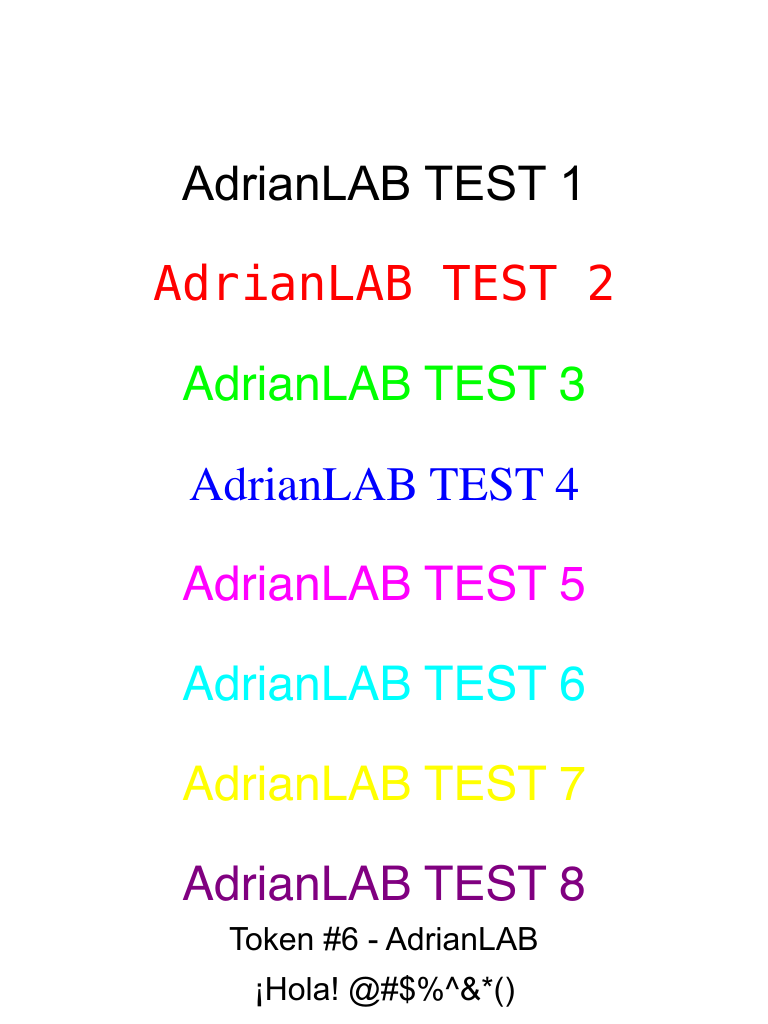 AdrianLAB TEST 1
AdrianLAB TEST 2
AdrianLAB TEST 3
AdrianLAB TEST 4
AdrianLAB TEST 5
AdrianLAB TEST 6
AdrianLAB TEST 7
AdrianLAB TEST 8
Token #6 - AdrianLAB
¡Hola! @#$%^&*()